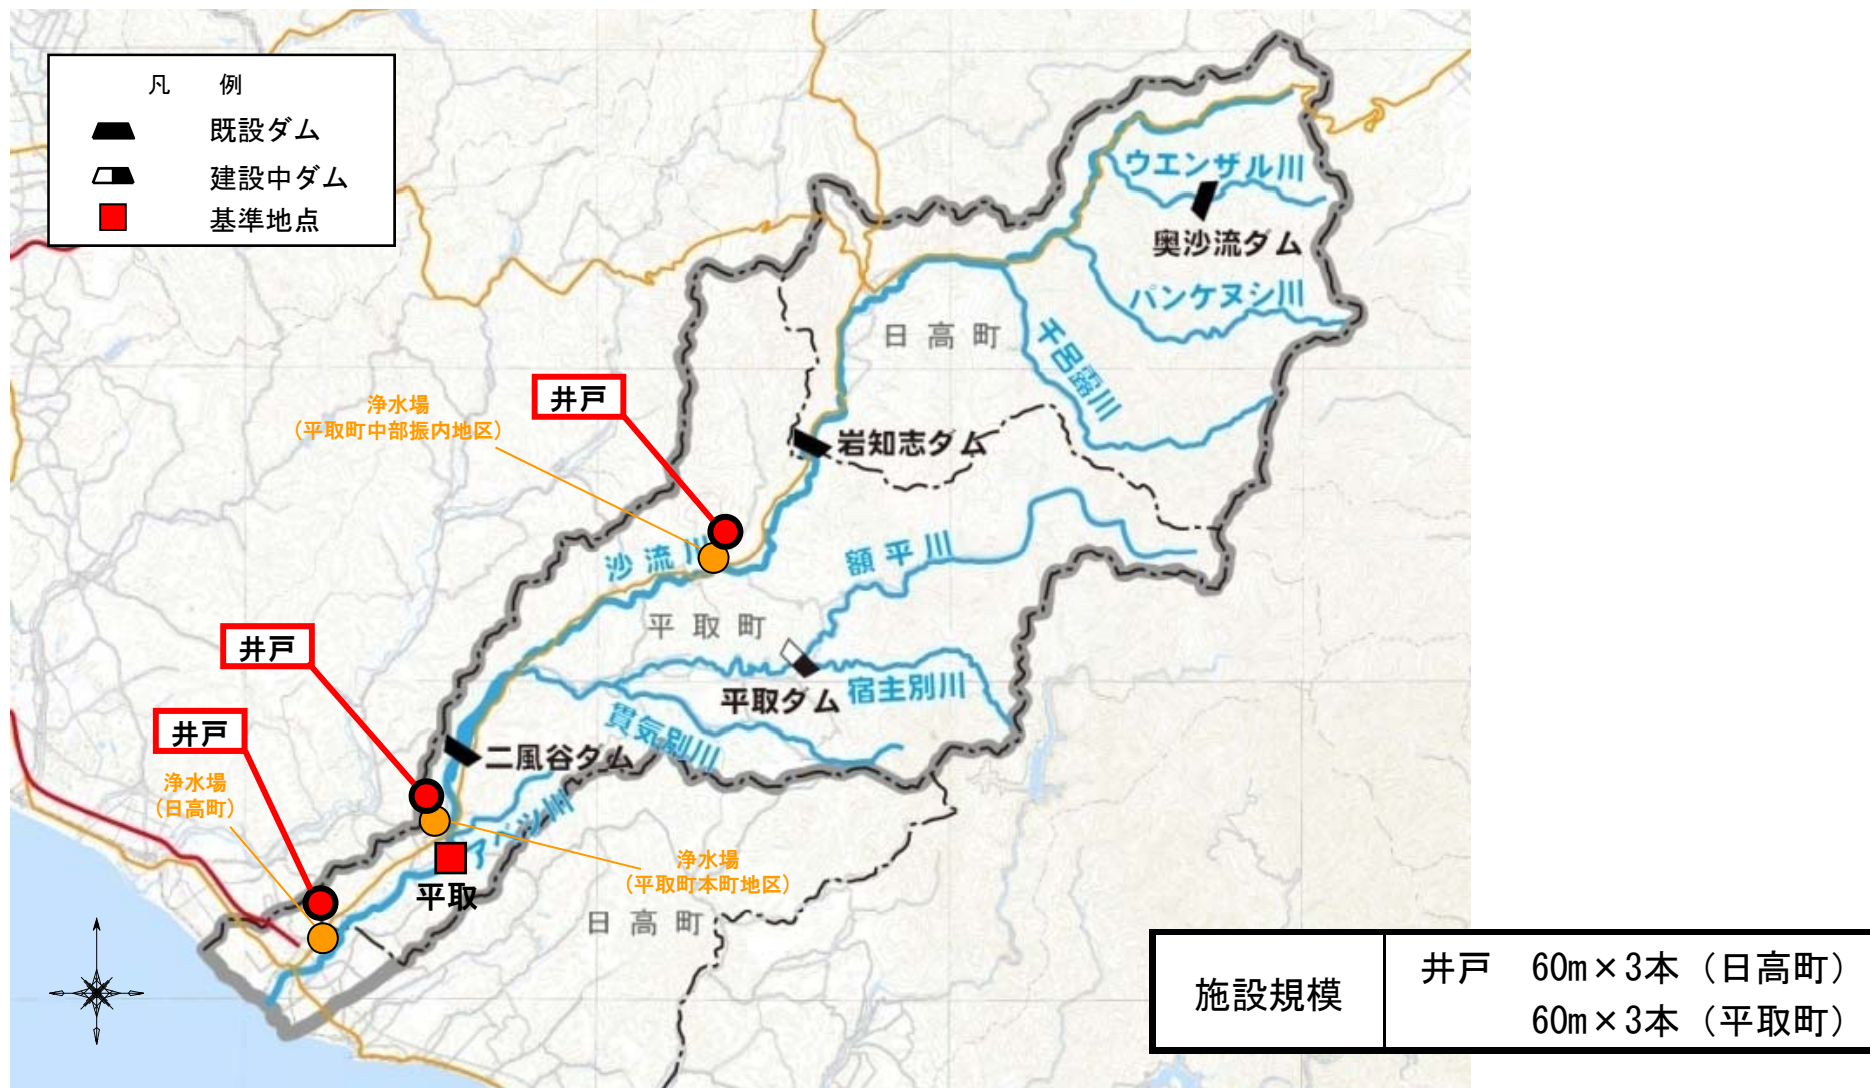 凡 例
既設ダム
建設中ダム
基準地点
ウエンザル川
奥沙流ダム
パンケヌシ川
日高町
千呂露川
井戸
浄水場
(平取町中部振内地区)
岩知志ダム
沙流川
額平川
平取町
井戸
平取ダム
宿主別川
貫気別川
井戸
二風谷ダム
浄水場
(日高町)
アベツ川
浄水場
(平取町本町地区)
平取
日高町
施設規模
井戸 60m×3本(日高町)
60m×3本(平取町)